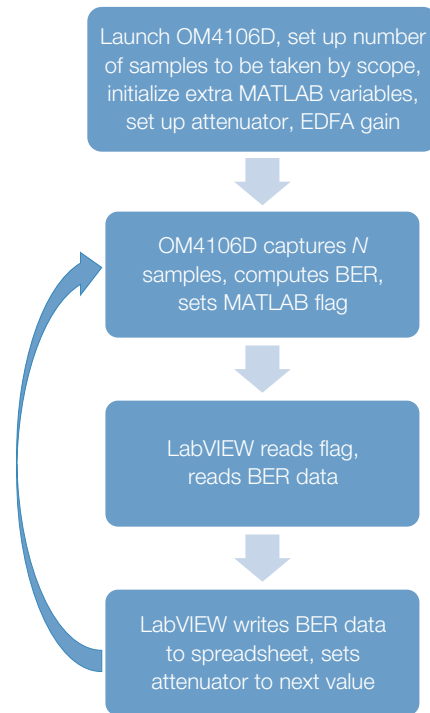 Launch OM4106D, set up number
of samples to be taken by scope,
initialize extra MATLAB variables,
set up attenuator, EDFA gain
OM4106D captures N
samples, computes BER,
sets MATLAB flag
LabVIEW reads flag,
reads BER data
LabVIEW writes BER data
to spreadsheet, sets
attenuator to next value